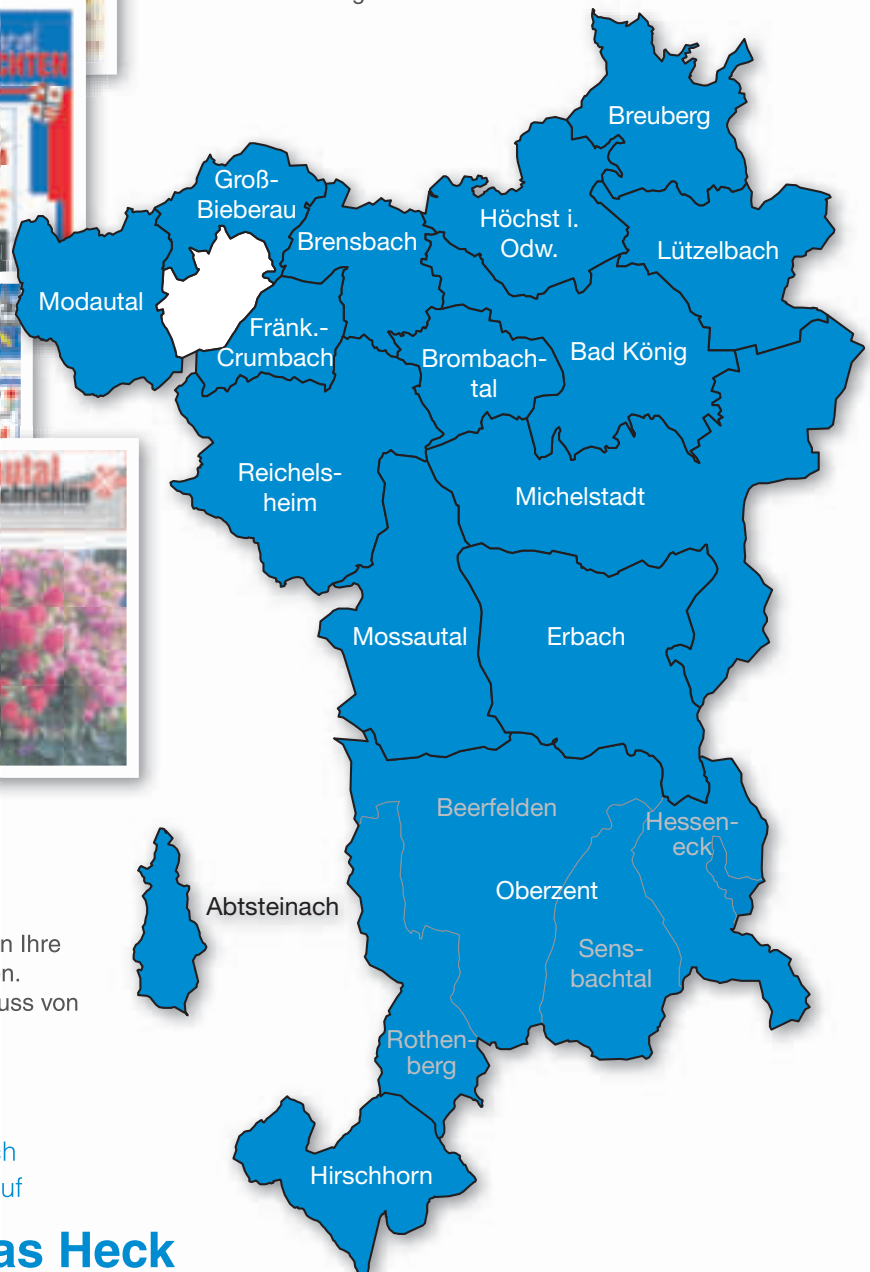 Breuberg
Groß-
Bieberau
Höchst i.
Odw.
Brensbach
Lützelbach
Modautal
Fränk.-
Crumbach
Brombach-
tal
Bad König
Reichels-
heim
Michelstadt
Mossautal
Erbach
Beerfelden
Hessen-
eck
Oberzent
Abtsteinach
Sens-
bachtal
n Ihre
n.
uss von
Rothen-
berg
Hirschhorn
ch
uf
as Heck